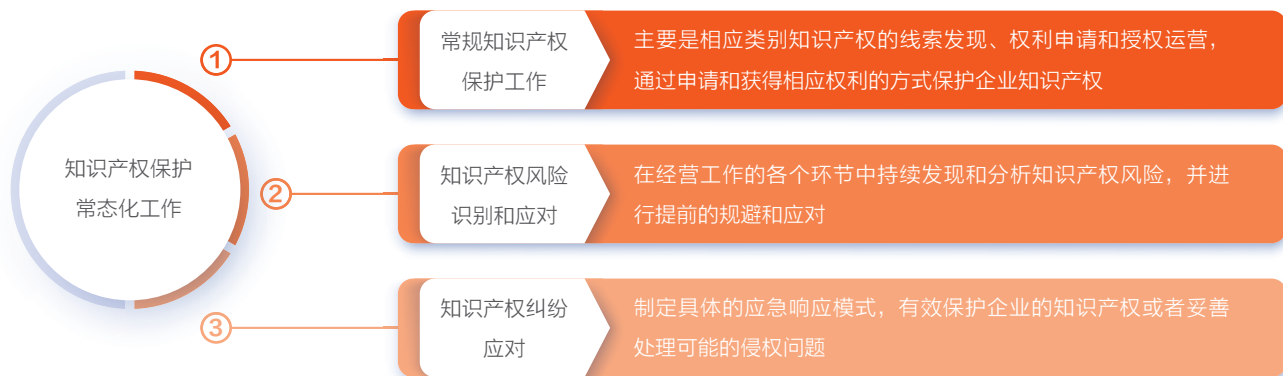 知识产权保护
常态化工作
①
常规知识产权
保护工作
主要是相应类别知识产权的线索发现、权利申请和授权运营，
通过申请和获得相应权利的方式保护企业知识产权
②
知识产权风险
识别和应对
在经营工作的各个环节中持续发现和分析知识产权风险，并进
行提前的规避和应对
③
知识产权纠纷
应对
制定具体的应急响应模式，有效保护企业的知识产权或者妥善
处理可能的侵权问题